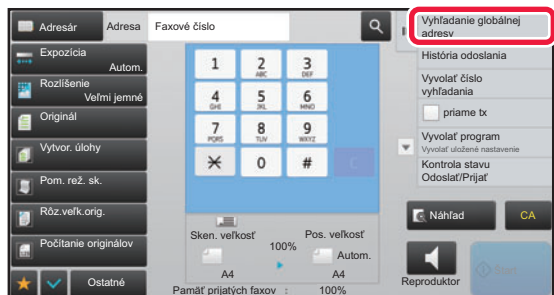 Adresár
Adresa
Faxové číslo
Vyhľadanie globálnej
adresy
Expozícia
Autom.
Rozlíšenie
Veľmi jemné
Originál
Vytvor. úlohy
Pom. rež. sk.
Rôz.veľk.orig.
Počítanie originálov
Ostatné
1
2
ABC
3
DEF
4
GHI
5
JKL
6
MNO
7
PQRS
8
TUV
9
WXYZ
0
#
C
Sken. veľkosť
100%
Pos. veľkosť
Autom.
A4
A4
Pamäť prijatých faxov : 100%
História odoslania
Vyvolať číslo
vyhľadania
priame tx
Vyvolať program
Vyvolať uložené nastavenie
Kontrola stavu
Odoslať/Prijať
Náhľad
CA
Reproduktor
Start